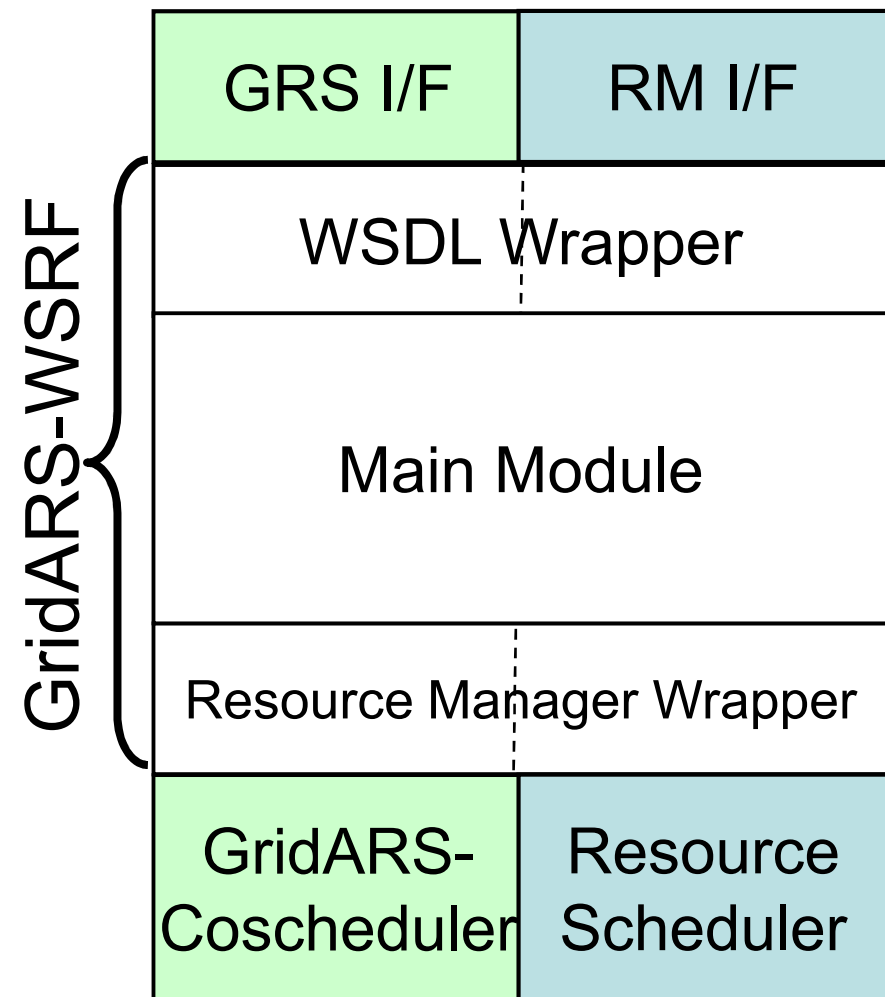 GRS I/F
RM I/F
GridARS-WSRF
WSDL Wrapper
Main Module
Resource Manager Wrapper
GridARS-
Coscheduler
Resource
Scheduler